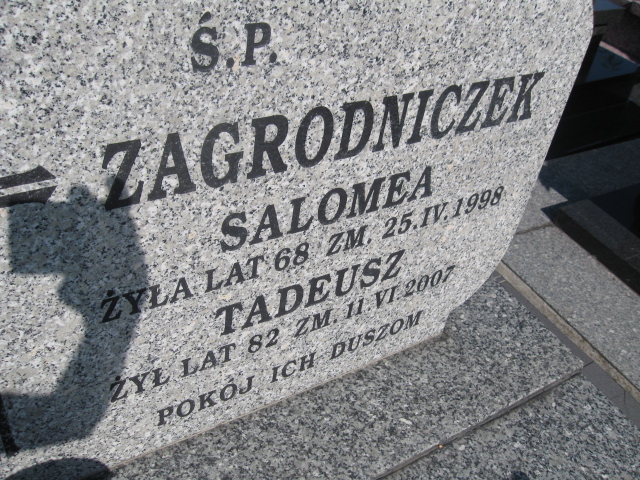 Ś.P.
ZAGRODNICZEK
SALOMEA
ŻYŁA LAT 68 ZM. 25.IV.1998
TADEUSZ
ŻYŁ LAT 82 ZM. 11.VI.2007
POKÓJ ICH DUSZOM